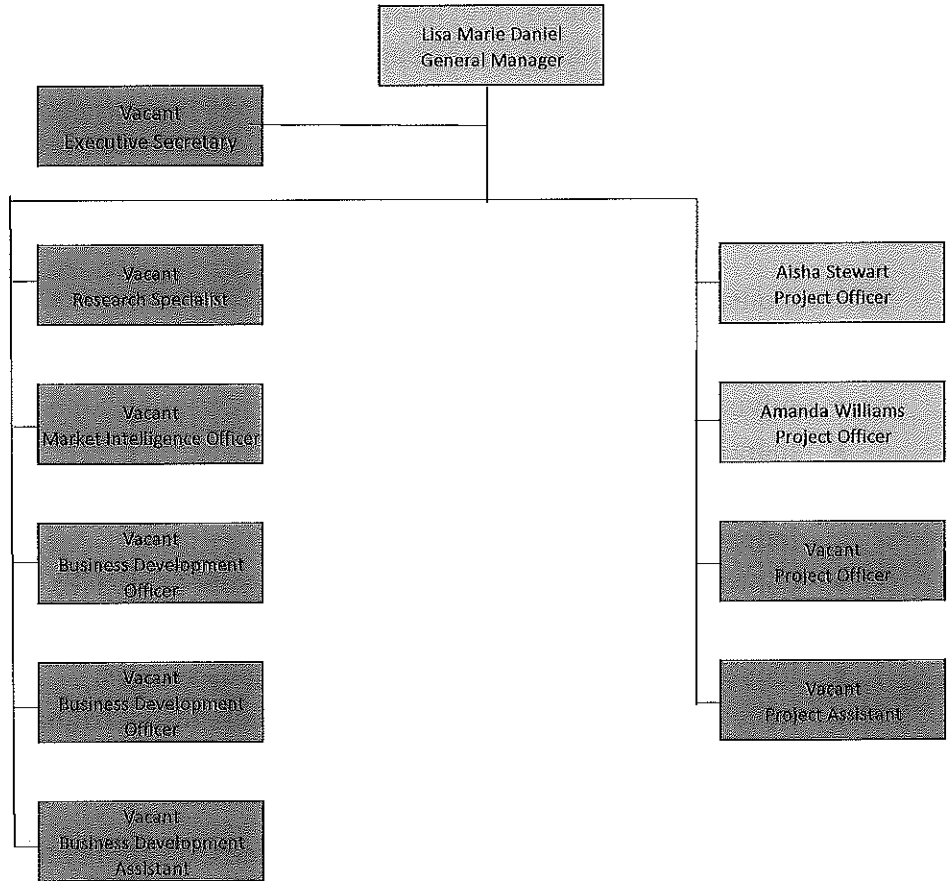 Lisa Marie Daniel
General Manager
Vacant
Executive Secretary
Vacant
Research Specialist
Vacant
Market Intelligence Officer
Vacant
Business Development
Officer
Vacant
Business Development
Officer
Vacant
Business Development
Assistant
Aisha Stewart
Project Officer
Amanda Williams
Project Officer
Vacant
Project Officer
Vacant
Project Assistant